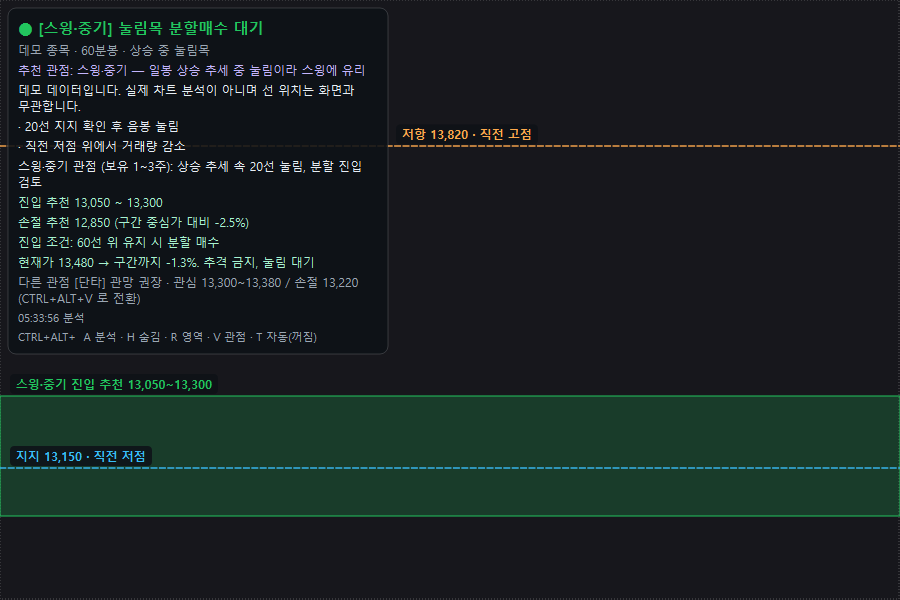 [스윙·중기] 눌림목 분할매수 대기
데모 종목 · 60분봉 · 상승 중 눌림목
추천 관점: 스윙·중기 — 일봉 상승 추세 중 눌림이라 스윙에 유리
데모 데이터입니다. 실제 차트 분석이 아니며 선 위치는 화면과
무관합니다.
· 20선 지지 확인 후 음봉 눌림
· 직전 저점 위에서 거래량 감소
스윙·중기 관점 (보유 1~3주): 상승 추세 속 20선 눌림, 분할 진입
검토
진입 추천 13,050 ~ 13,300
손절 추천 12,850 (구간 중심가 대비 -2.5%)
진입 조건: 60선 위 유지 시 분할 매수
현재가 13,480 → 구간까지 -1.3%. 추격 금지, 눌림 대기
다른 관점 [단타] 관망 권장 · 관심 13,300~13,380 / 손절 13,220
(CTRL+ALT+V 로 전환)
05:33:56 분석
CTRL+ALT+ A 분석 · H 숨김 · R 영역 · V 관점 · T 자동(꺼짐)
저항 13,820 · 직전 고점
스윙·중기 진입 추천 13,050~13,300
지지 13,150 · 직전 저점